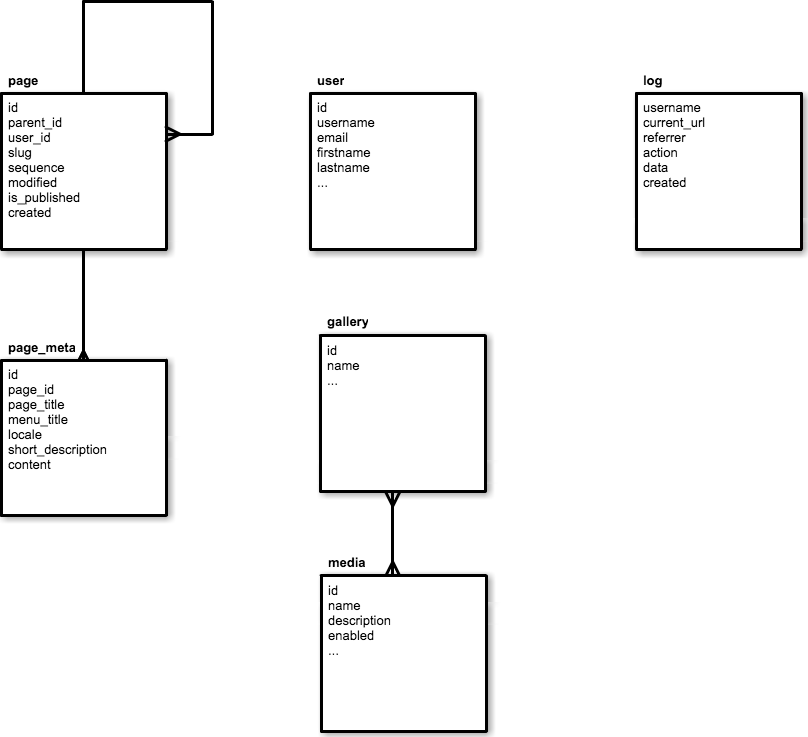 page
id
parent_id
user_id
slug
sequence
modified
is_published
created
user
id
username
email
firstname
lastname
...
log
username
current_url
referrer
action
data
created
page_meta
id
page_id
page_title
menu_title
locale
short_description
content
gallery
id
name
...
media
id
name
description
enabled
...